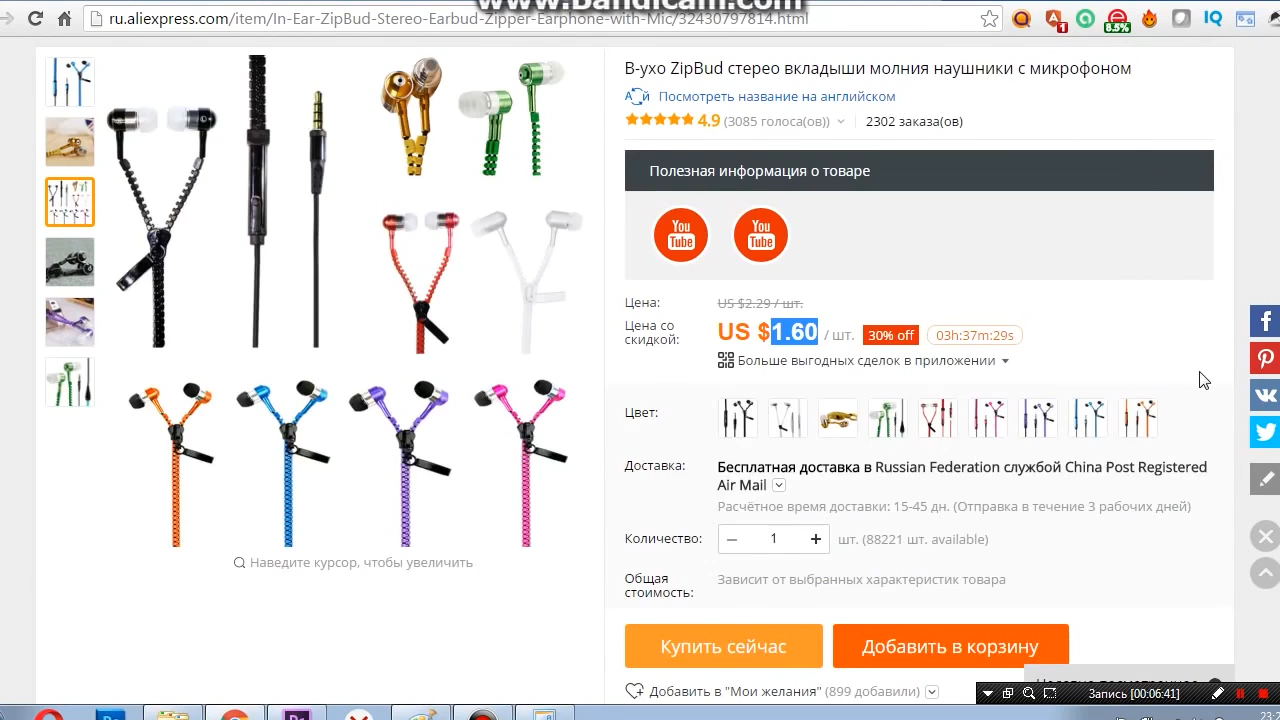 www.Bandicam.com
ru.aliexpress.com/item/In-Ear-ZipBud-Stereo-Earbud-Zipper-Earphone-with-Mic/32430797814.html
1
8.5%
IQ
В-ухо ZipBud стерео вкладыши молния наушники с микрофоном
Посмотреть название на английском
4.9 (3085 голоса(ов)) 2302 заказа(ов)
Полезная информация о товаре
You Tube You Tube
Цена: US $2.29 / шт.
Цена со скидкой: US $1.60 / шт. 30% off 03h:37m:29s
Больше выгодных сделок в приложении
Цвет:
Доставка: Бесплатная доставка в Russian Federation службой China Post Registered
Air Mail
Расчётное время доставки: 15-45 дн. (Отправка в течение 3 рабочих дней)
Количество: − 1 + шт. (88221 шт. available)
Общая стоимость: Зависит от выбранных характеристик товара
Наведите курсор, чтобы увеличить
Купить сейчас Добавить в корзину
Добавить в "Мои желания" (899 добавили)
Запись [00:06:41]